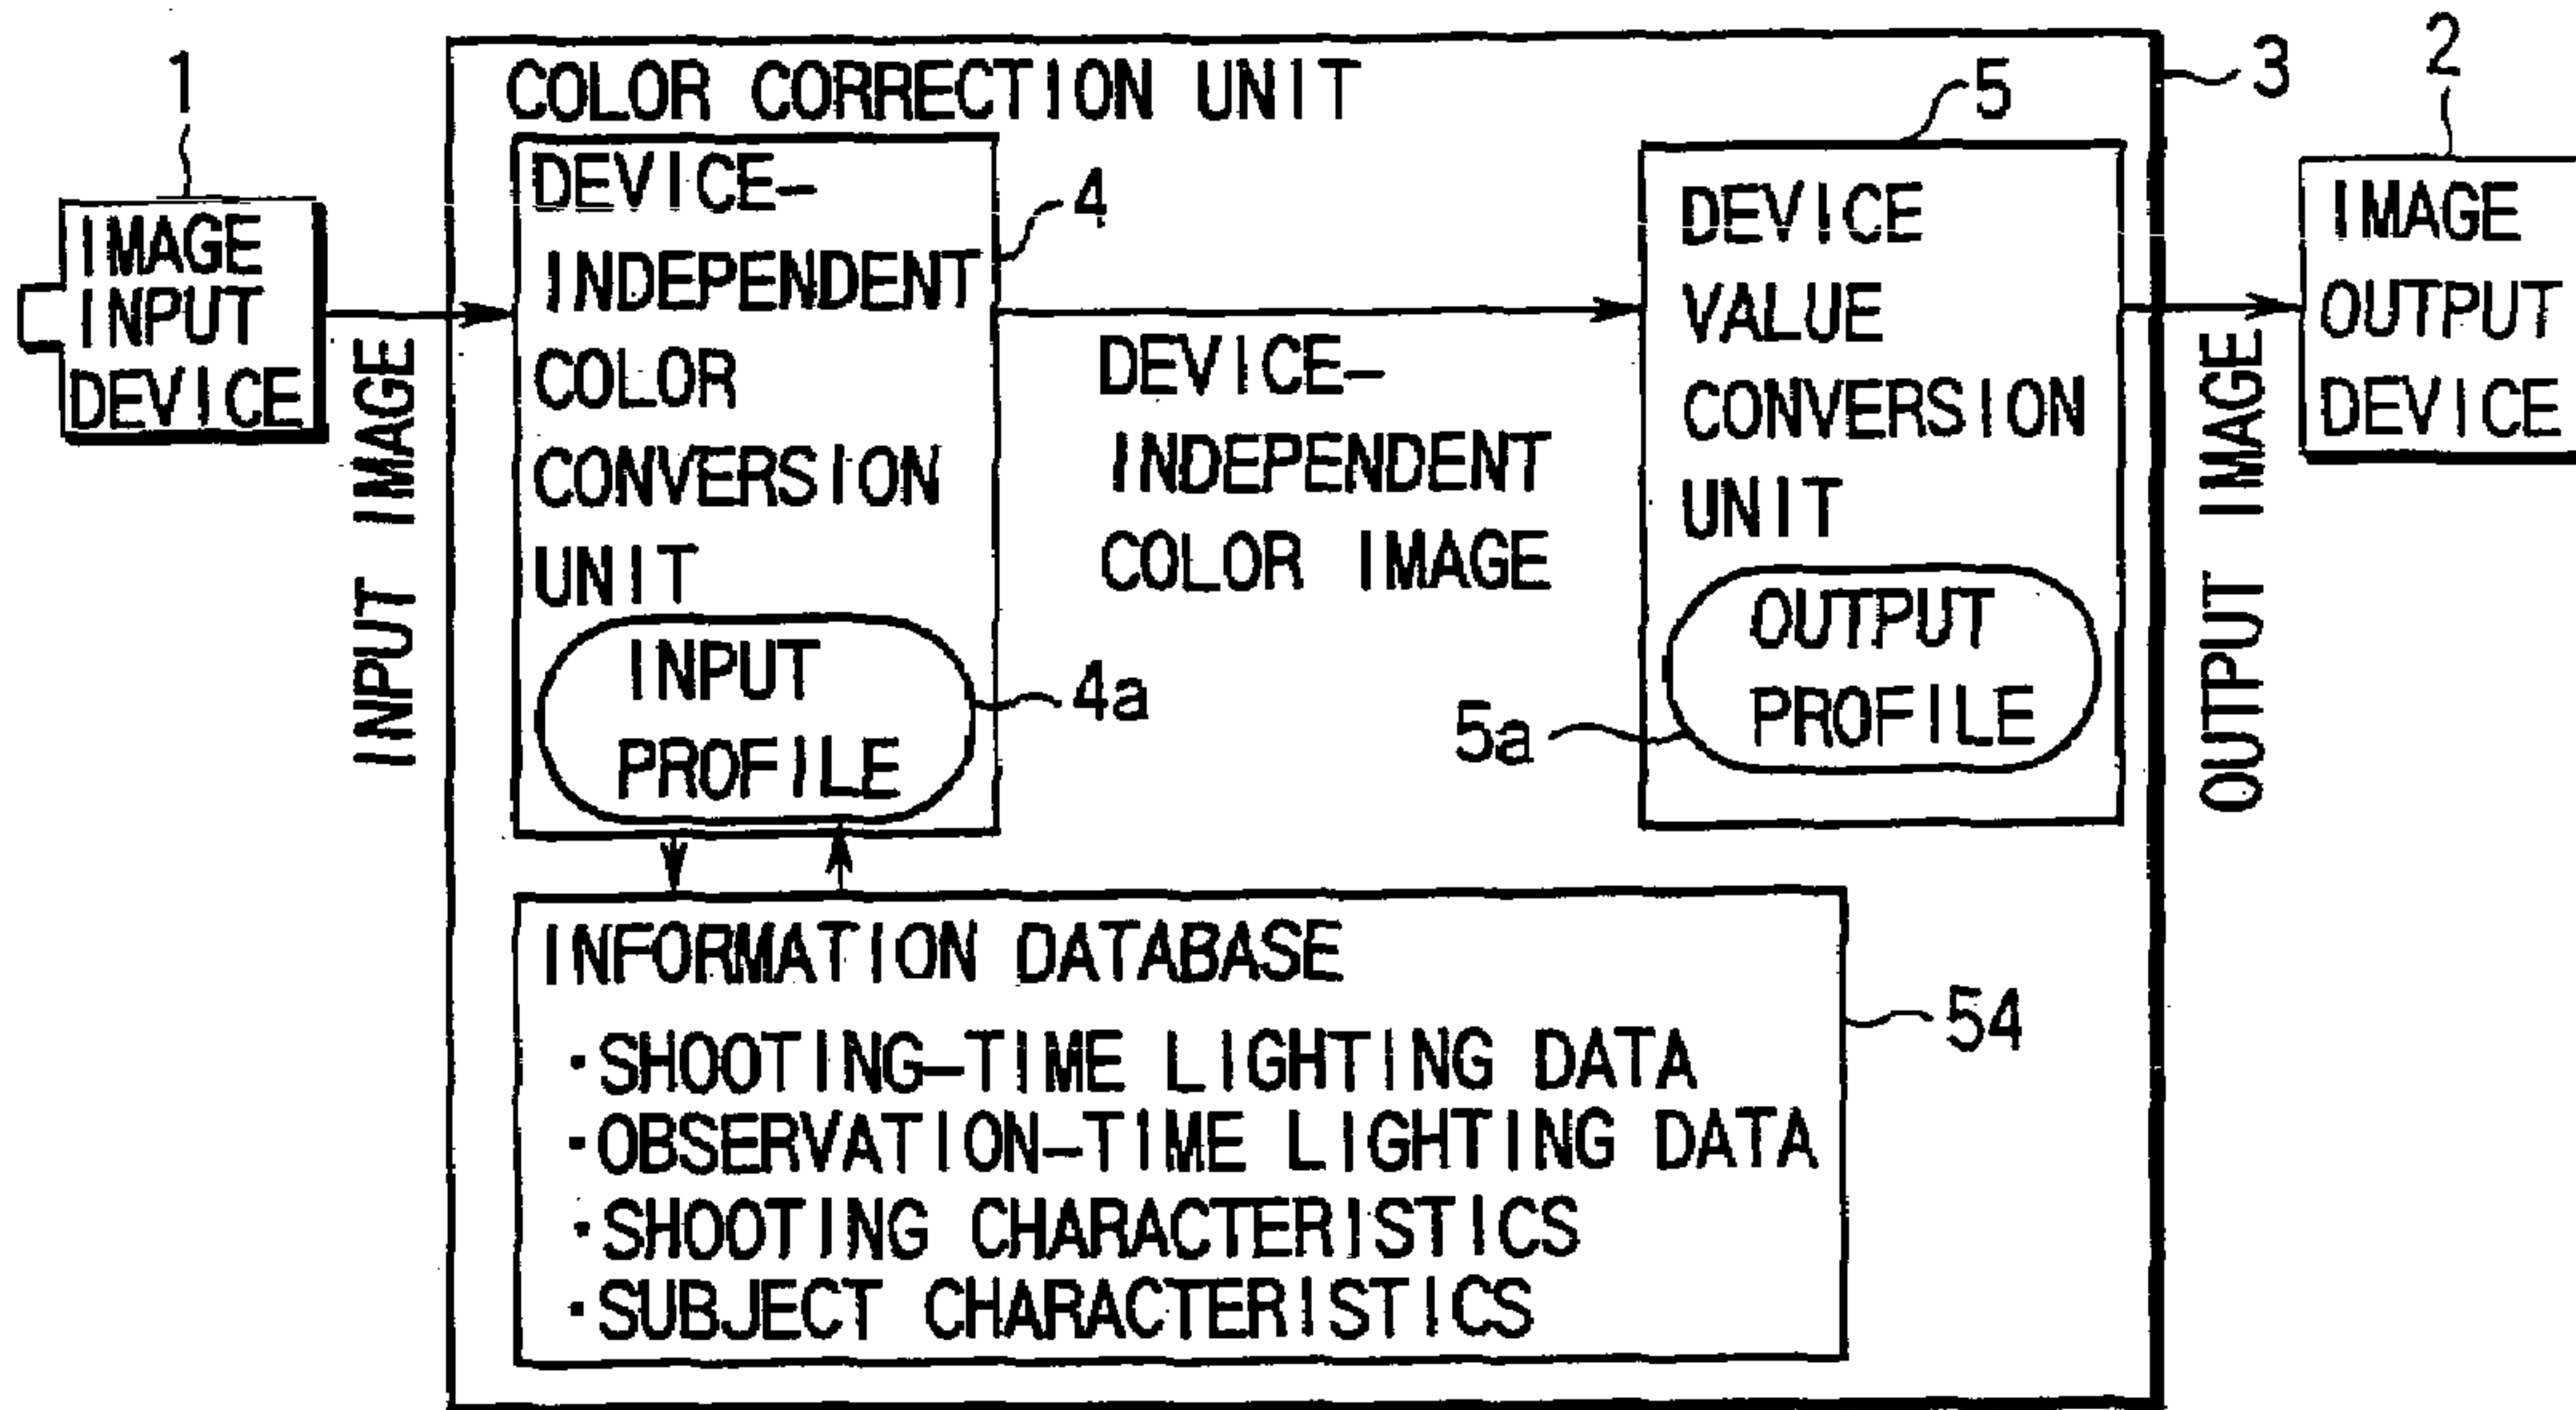 1
IMAGE
INPUT
DEVICE
INPUT IMAGE
COLOR CORRECTION UNIT
3
DEVICE-
INDEPENDENT
COLOR
CONVERSION
UNIT
4
INPUT
PROFILE
4a
DEVICE-
INDEPENDENT
COLOR IMAGE
5
DEVICE
VALUE
CONVERSION
UNIT
OUTPUT
PROFILE
5a
OUTPUT IMAGE
2
IMAGE
OUTPUT
DEVICE
INFORMATION DATABASE
·SHOOTING-TIME LIGHTING DATA
·OBSERVATION-TIME LIGHTING DATA
·SHOOTING CHARACTERISTICS
·SUBJECT CHARACTERISTICS
54